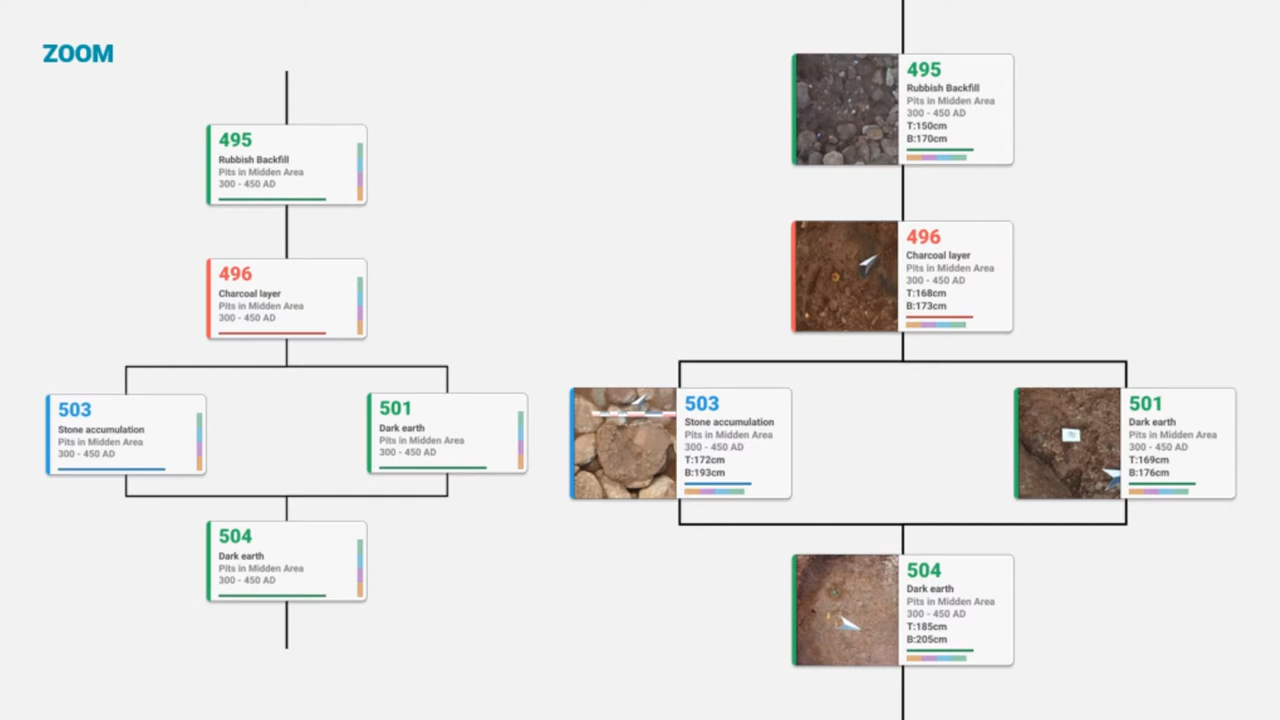 ZOOM
495
Rubbish Backfill
Pits in Midden Area
300 - 450 AD
496
Charcoal layer
Pits in Midden Area
300 - 450 AD
503
Stone accumulation
Pits in Midden Area
300 - 450 AD
501
Dark earth
Pits in Midden Area
300 - 450 AD
504
Dark earth
Pits in Midden Area
300 - 450 AD
495
Rubbish Backfill
Pits in Midden Area
300 - 450 AD
T:150cm
B:170cm
496
Charcoal layer
Pits in Midden Area
300 - 450 AD
T:168cm
B:173cm
503
Stone accumulation
Pits in Midden Area
300 - 450 AD
T:172cm
B:193cm
501
Dark earth
Pits in Midden Area
300 - 450 AD
T:169cm
B:176cm
504
Dark earth
Pits in Midden Area
300 - 450 AD
T:185cm
B:205cm